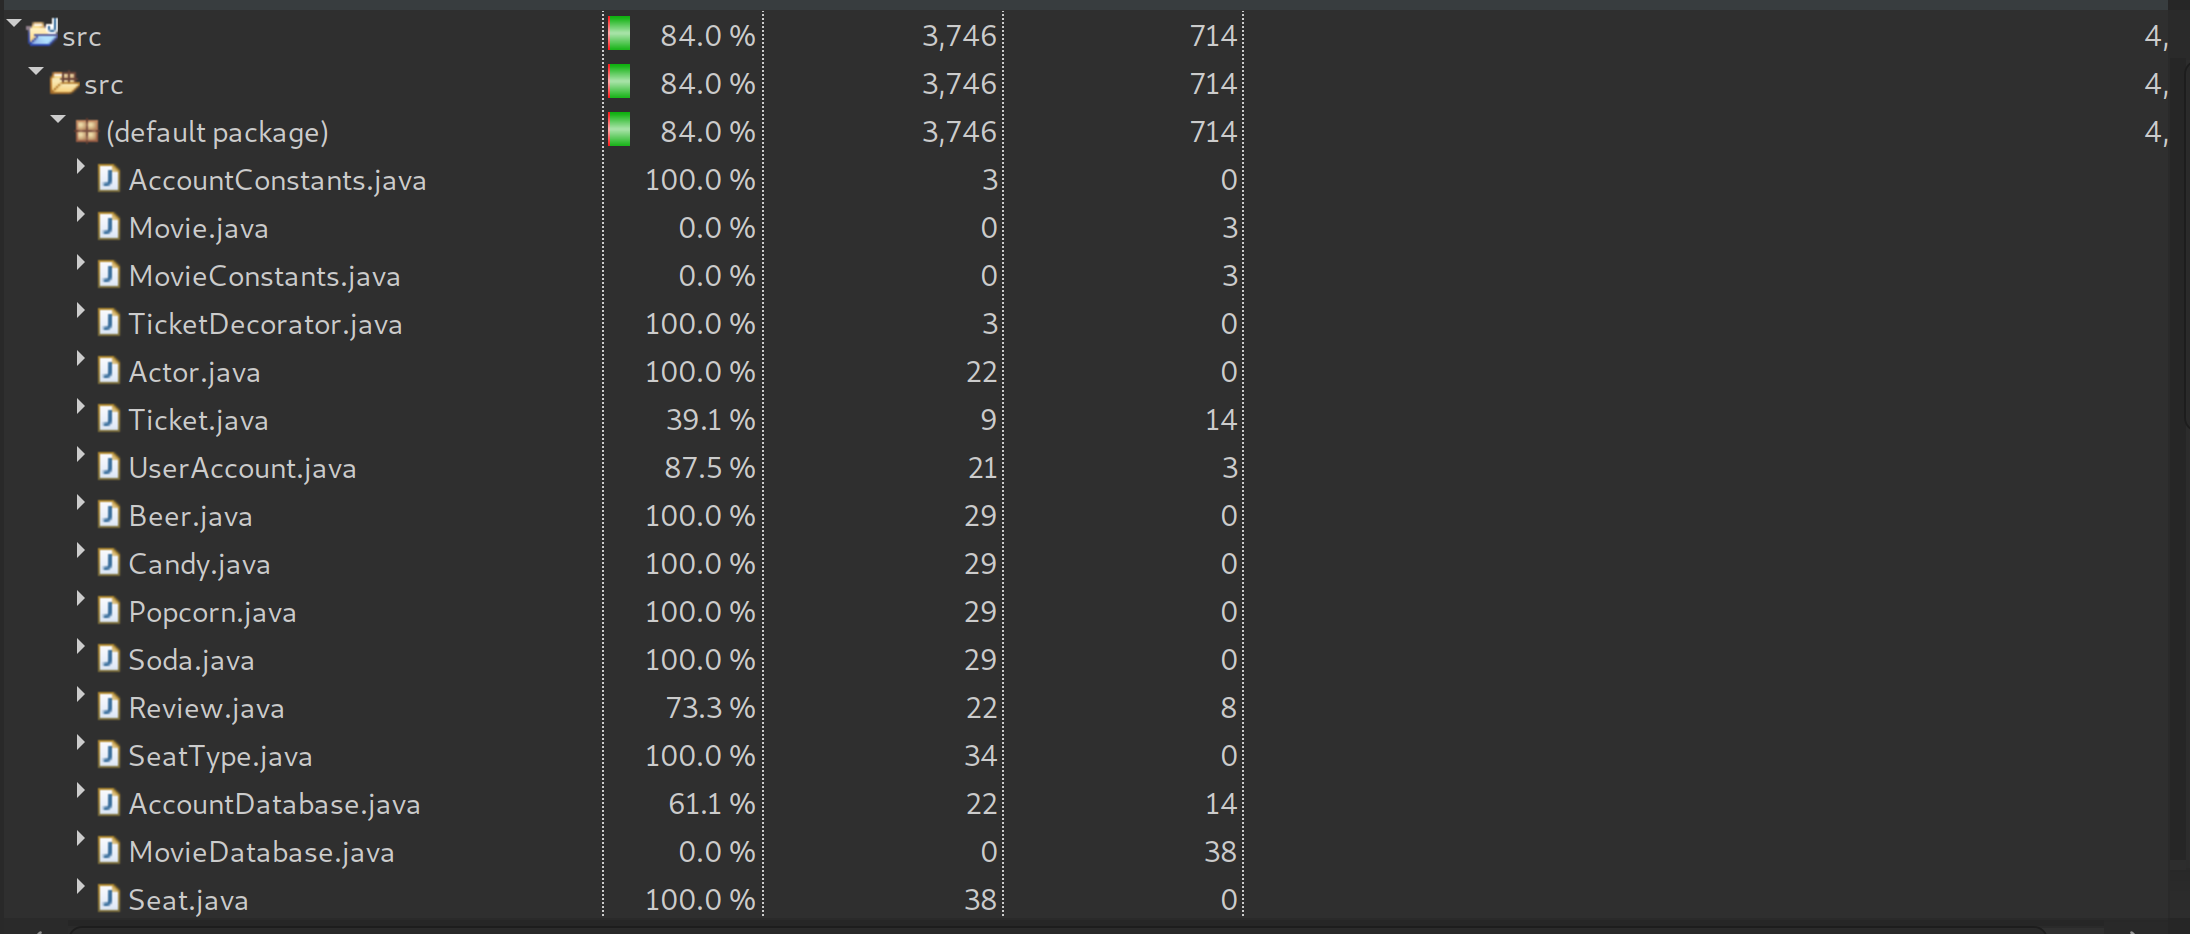 src 84.0 % 3,746 714 4,
src 84.0 % 3,746 714 4,
(default package) 84.0 % 3,746 714 4,
AccountConstants.java 100.0 % 3 0
Movie.java 0.0 % 0 3
MovieConstants.java 0.0 % 0 3
TicketDecorator.java 100.0 % 3 0
Actor.java 100.0 % 22 0
Ticket.java 39.1 % 9 14
UserAccount.java 87.5 % 21 3
Beer.java 100.0 % 29 0
Candy.java 100.0 % 29 0
Popcorn.java 100.0 % 29 0
Soda.java 100.0 % 29 0
Review.java 73.3 % 22 8
SeatType.java 100.0 % 34 0
AccountDatabase.java 61.1 % 22 14
MovieDatabase.java 0.0 % 0 38
Seat.java 100.0 % 38 0